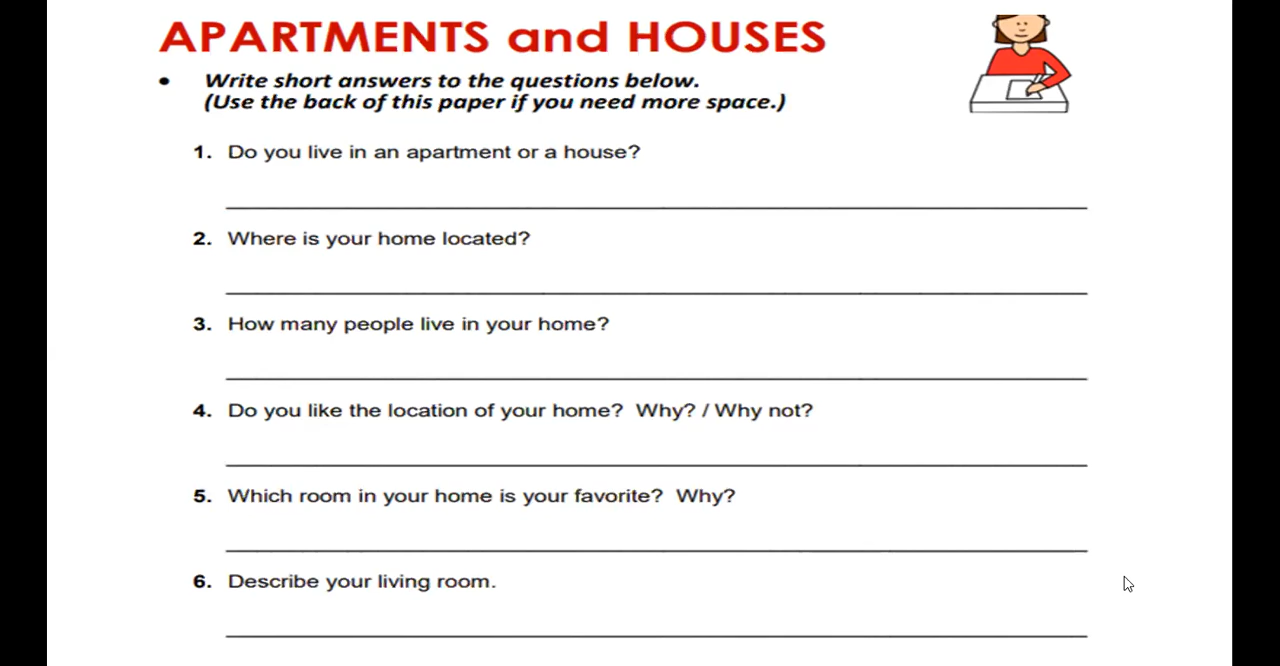 APARTMENTS and HOUSES
• Write short answers to the questions below.
(Use the back of this paper if you need more space.)
1. Do you live in an apartment or a house?
2. Where is your home located?
3. How many people live in your home?
4. Do you like the location of your home? Why? / Why not?
5. Which room in your home is your favorite? Why?
6. Describe your living room.